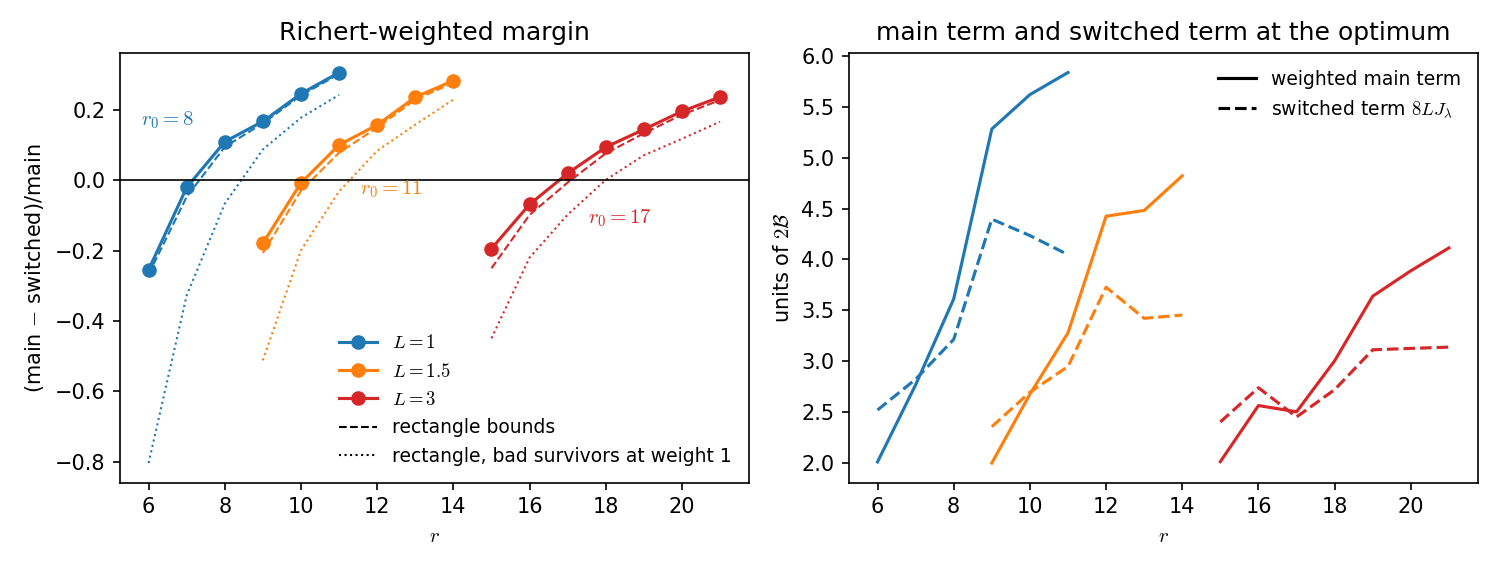 Richert-weighted margin
(main − switched)/main
0.2
0.0
−0.2
−0.4
−0.6
−0.8
r₀ = 8
r₀ = 11
r₀ = 17
L = 1
L = 1.5
L = 3
rectangle bounds
rectangle, bad survivors at weight 1
6 8 10 12 14 16 18 20
r
main term and switched term at the optimum
units of 2ℬ
6.0
5.5
5.0
4.5
4.0
3.5
3.0
2.5
2.0
weighted main term
switched term 8LJ_λ
6 8 10 12 14 16 18 20
r